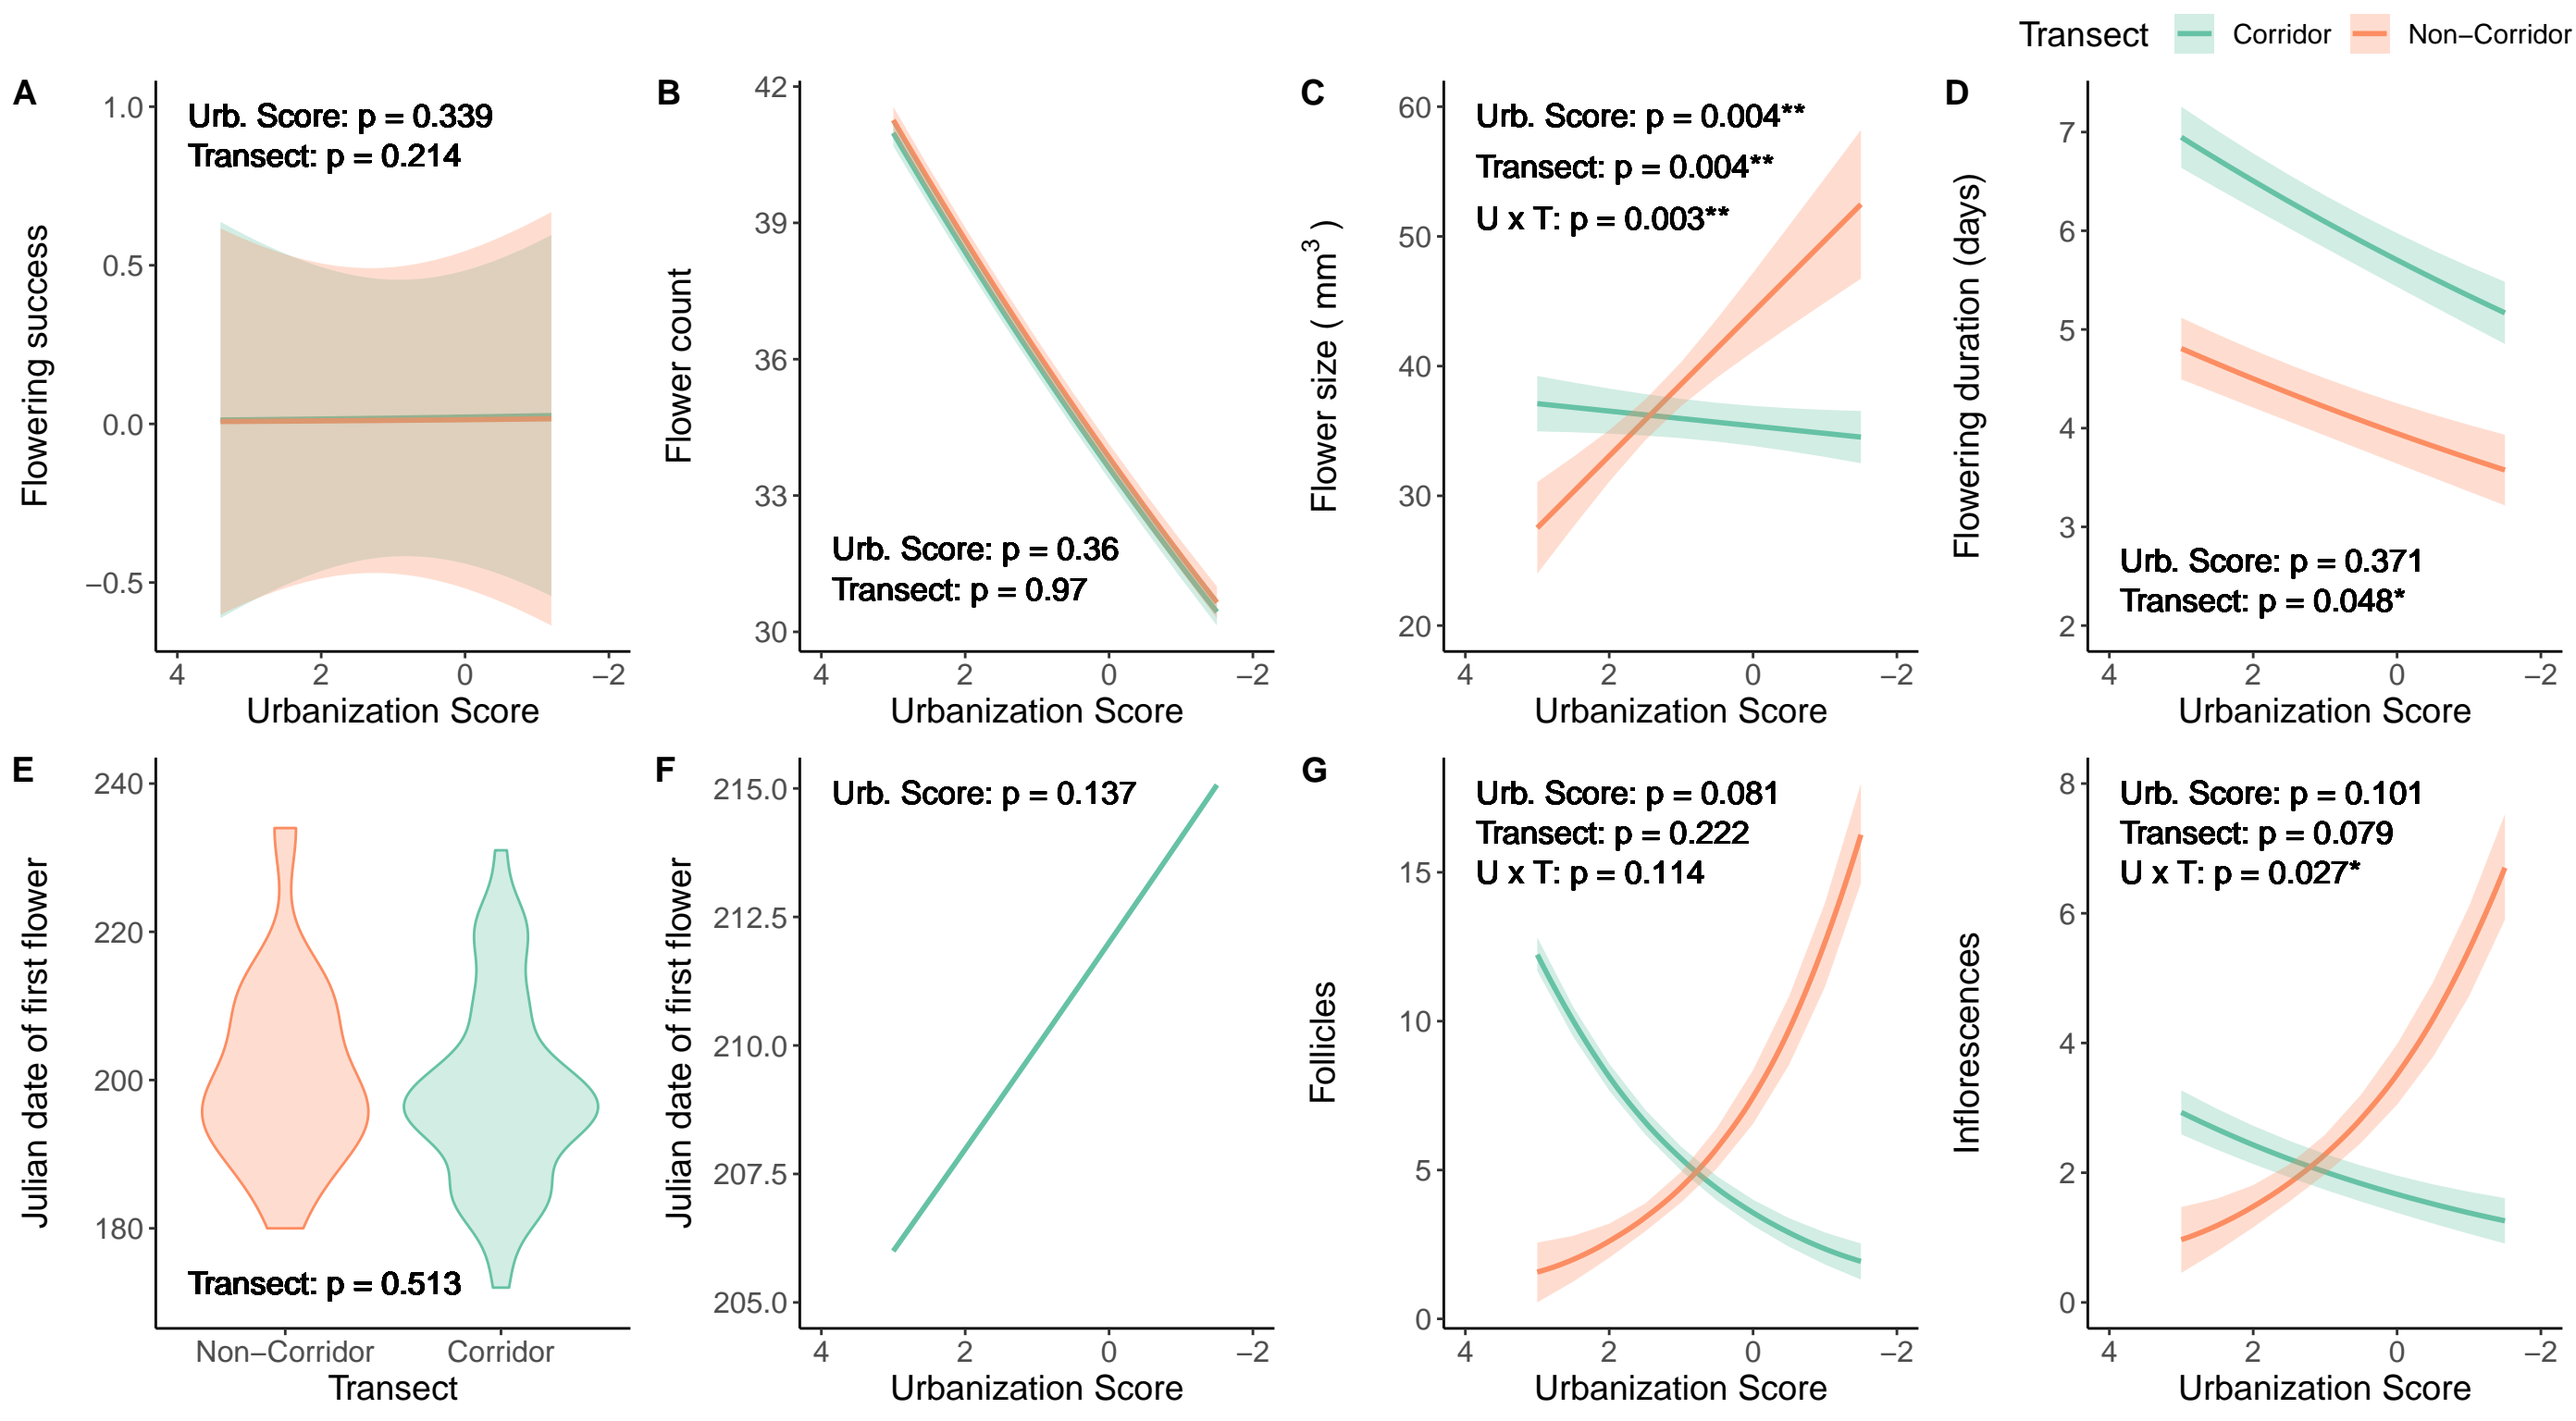 Transect Corridor Non−Corridor
A
Urb. Score: p = 0.339
Transect: p = 0.214
Flowering success
1.0
0.5
0.0
−0.5
4 2 0 −2
Urbanization Score
B
Urb. Score: p = 0.36
Transect: p = 0.97
Flower count
42
39
36
33
30
4 2 0 −2
Urbanization Score
C
Urb. Score: p = 0.004**
Transect: p = 0.004**
U x T: p = 0.003**
Flower size ( mm³ )
60
50
40
30
20
4 2 0 −2
Urbanization Score
D
Urb. Score: p = 0.371
Transect: p = 0.048*
Flowering duration (days)
7
6
5
4
3
2
4 2 0 −2
Urbanization Score
E
Transect: p = 0.513
Julian date of first flower
240
220
200
180
Non−Corridor Corridor
Transect
F
Urb. Score: p = 0.137
Julian date of first flower
215.0
212.5
210.0
207.5
205.0
4 2 0 −2
Urbanization Score
G
Urb. Score: p = 0.081
Transect: p = 0.222
U x T: p = 0.114
Follicles
15
10
5
0
4 2 0 −2
Urbanization Score
Urb. Score: p = 0.101
Transect: p = 0.079
U x T: p = 0.027*
Inflorescences
8
6
4
2
0
4 2 0 −2
Urbanization Score